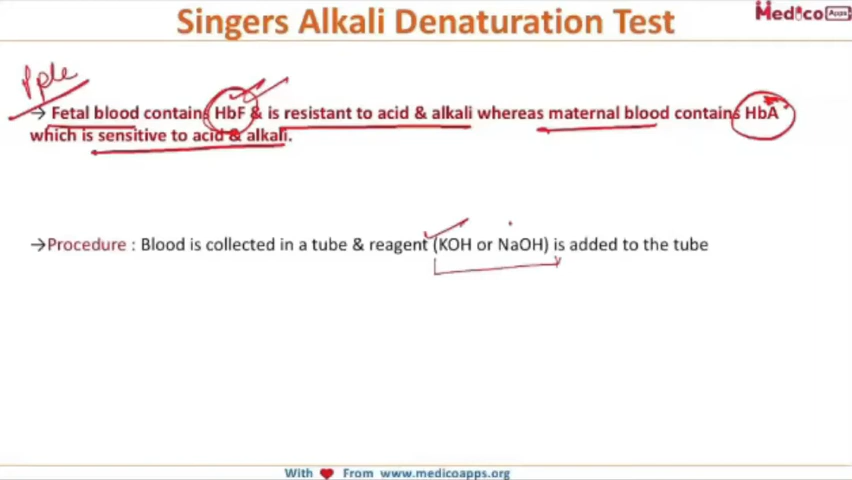 Singers Alkali Denaturation Test
Medico Apps
Pple
→ Fetal blood contains HbF & is resistant to acid & alkali whereas maternal blood contains HbA
which is sensitive to acid & alkali.
→Procedure : Blood is collected in a tube & reagent (KOH or NaOH) is added to the tube
With ❤ From www.medicoapps.org